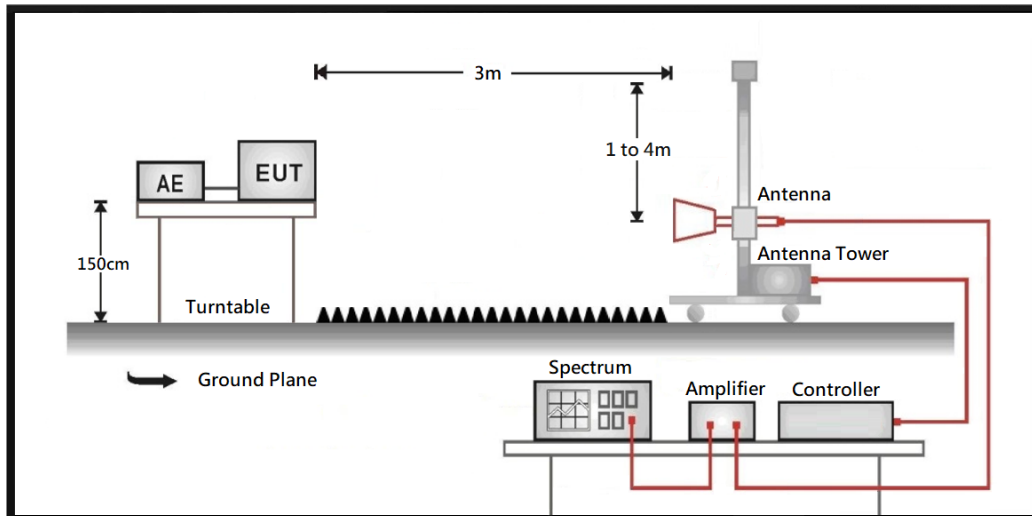 3m
1 to 4m
AE
EUT
Antenna
150cm
Antenna Tower
Turntable
Ground Plane
Spectrum
Amplifier
Controller